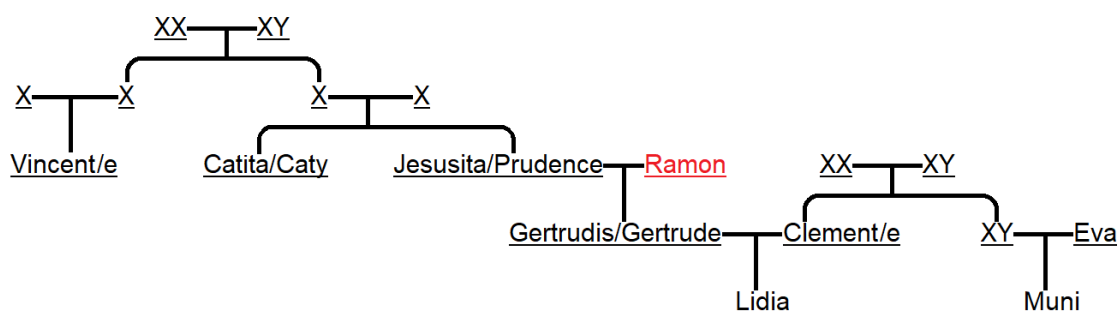 XX XY
X X X X
Vincent/e Catita/Caty Jesusita/Prudence Ramon XX XY
Gertrudis/Gertrude Clement/e XY Eva
Lidia Muni